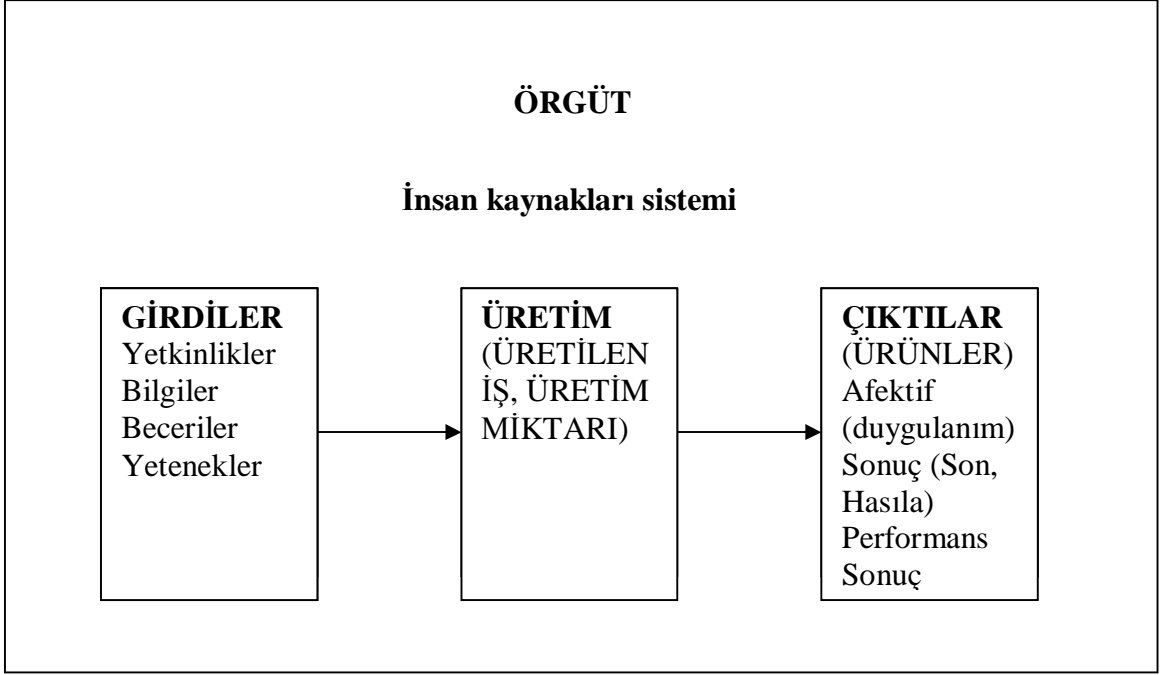 ÖRGÜT
İnsan kaynakları sistemi
GİRDİLER
Yetkinlikler
Bilgiler
Beceriler
Yetenekler
ÜRETİM
(ÜRETİLEN
İŞ, ÜRETİM
MİKTARI)
ÇIKTILAR
(ÜRÜNLER)
Afektif
(duygulanım)
Sonuç (Son,
Hasıla)
Performans
Sonuç